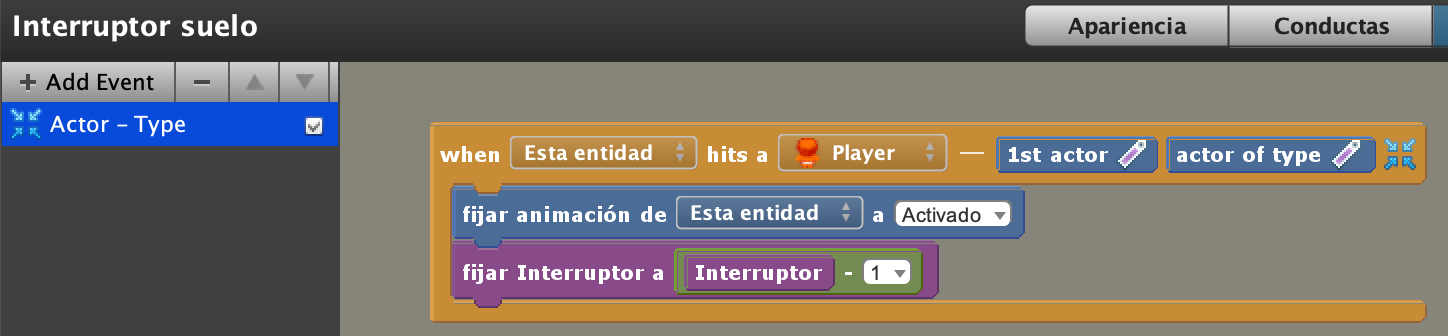 Interruptor suelo
Apariencia
Conductas
+ Add Event −
Actor – Type
when Esta entidad hits a Player — 1st actor actor of type
fijar animación de Esta entidad a Activado
fijar Interruptor a Interruptor - 1